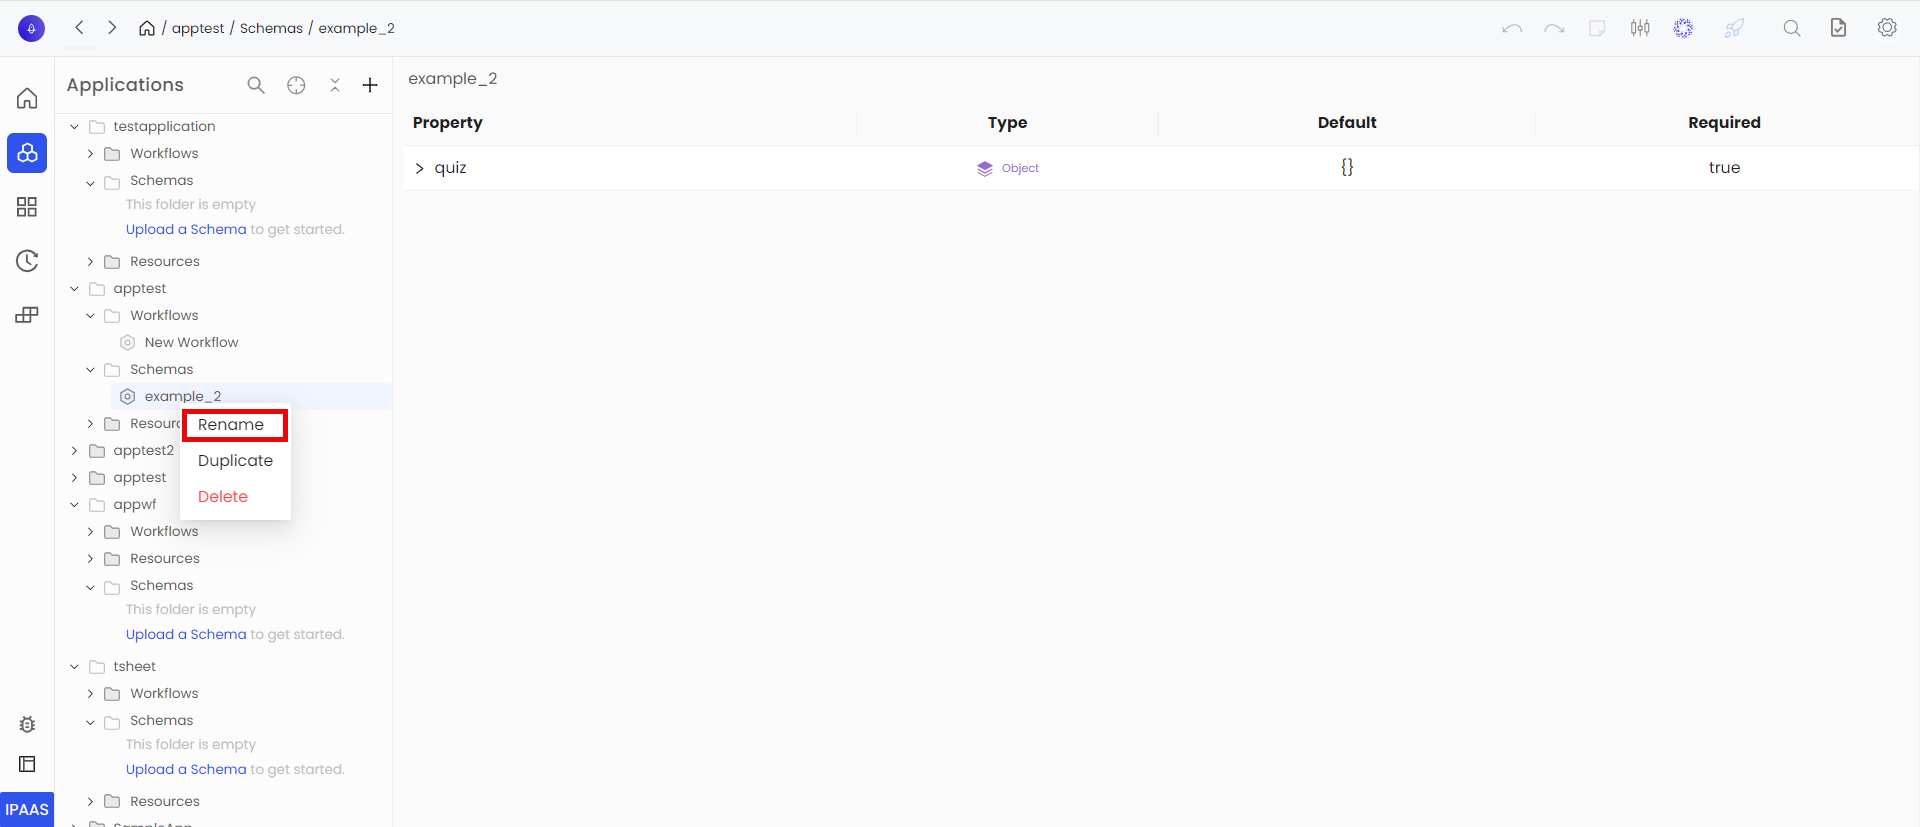 / apptest / Schemas / example_2
Applications
testapplication
Workflows
Schemas
This folder is empty
Upload a Schema to get started.
Resources
apptest
Workflows
New Workflow
Schemas
example_2
Rename
Duplicate
Delete
apptest2
apptest
appwf
Workflows
Resources
Schemas
This folder is empty
Upload a Schema to get started.
tsheet
Workflows
Schemas
This folder is empty
Upload a Schema to get started.
Resources
IPAAS
example_2
Property Type Default Required
quiz Object {} true